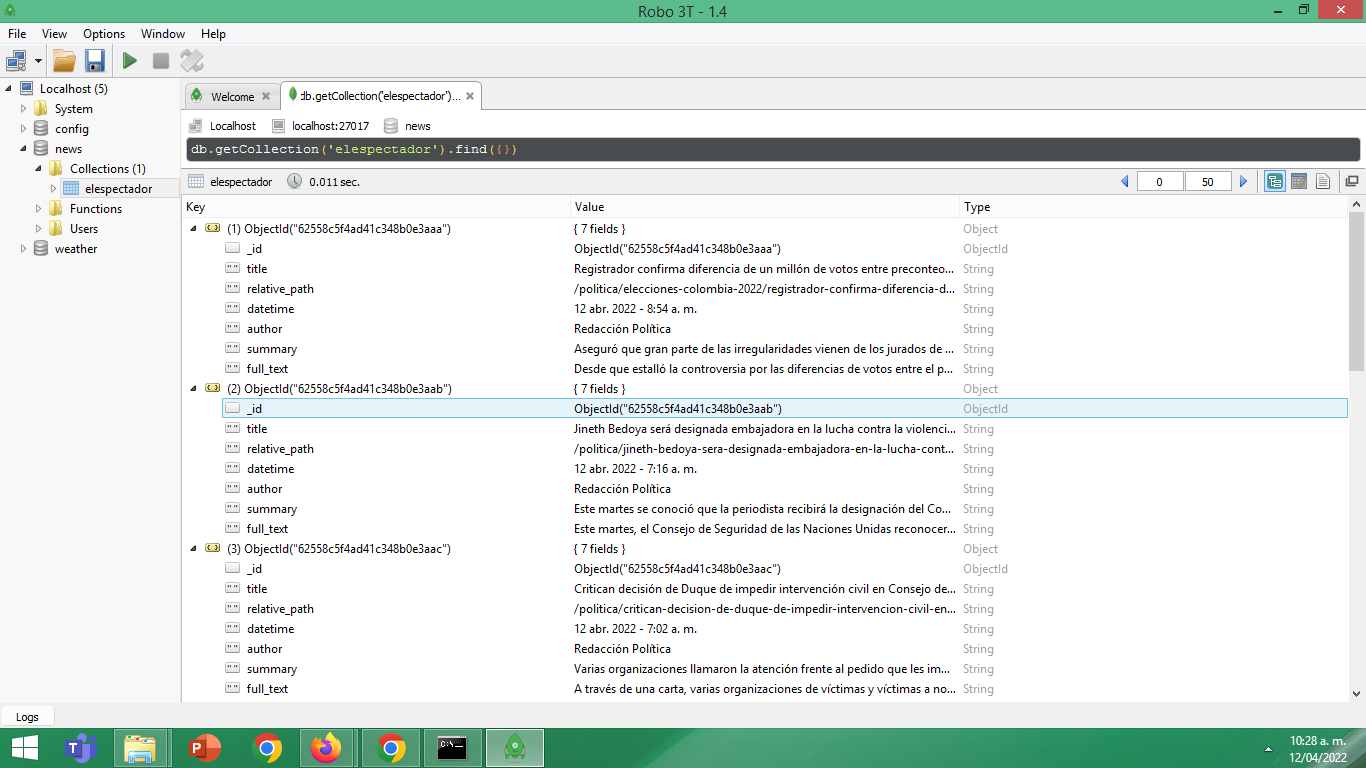 Robo 3T - 1.4
File View Options Window Help
Localhost (5)
System
config
news
Collections (1)
elespectador
Functions
Users
weather
Welcome
db.getCollection('elespectador')...
Localhost localhost:27017 news
db.getCollection('elespectador').find({})
elespectador 0.011 sec. 0 50
Key Value Type
(1) ObjectId("62558c5f4ad41c348b0e3aaa") { 7 fields } Object
_id ObjectId("62558c5f4ad41c348b0e3aaa") ObjectId
title Registrador confirma diferencia de un millón de votos entre preconteo... String
relative_path /politica/elecciones-colombia-2022/registrador-confirma-diferencia-d... String
datetime 12 abr. 2022 - 8:54 a. m. String
author Redacción Política String
summary Aseguró que gran parte de las irregularidades vienen de los jurados de ... String
full_text Desde que estalló la controversia por las diferencias de votos entre el p... String
(2) ObjectId("62558c5f4ad41c348b0e3aab") { 7 fields } Object
_id ObjectId("62558c5f4ad41c348b0e3aab") ObjectId
title Jineth Bedoya será designada embajadora en la lucha contra la violenci... String
relative_path /politica/jineth-bedoya-sera-designada-embajadora-en-la-lucha-cont... String
datetime 12 abr. 2022 - 7:16 a. m. String
author Redacción Política String
summary Este martes se conoció que la periodista recibirá la designación del Co... String
full_text Este martes, el Consejo de Seguridad de las Naciones Unidas reconocer... String
(3) ObjectId("62558c5f4ad41c348b0e3aac") { 7 fields } Object
_id ObjectId("62558c5f4ad41c348b0e3aac") ObjectId
title Critican decisión de Duque de impedir intervención civil en Consejo de... String
relative_path /politica/critican-decision-de-duque-de-impedir-intervencion-civil-en... String
datetime 12 abr. 2022 - 7:02 a. m. String
author Redacción Política String
summary Varias organizaciones llamaron la atención frente al pedido que les im... String
full_text A través de una carta, varias organizaciones de víctimas y víctimas a no... String
Logs
10:28 a. m.
12/04/2022